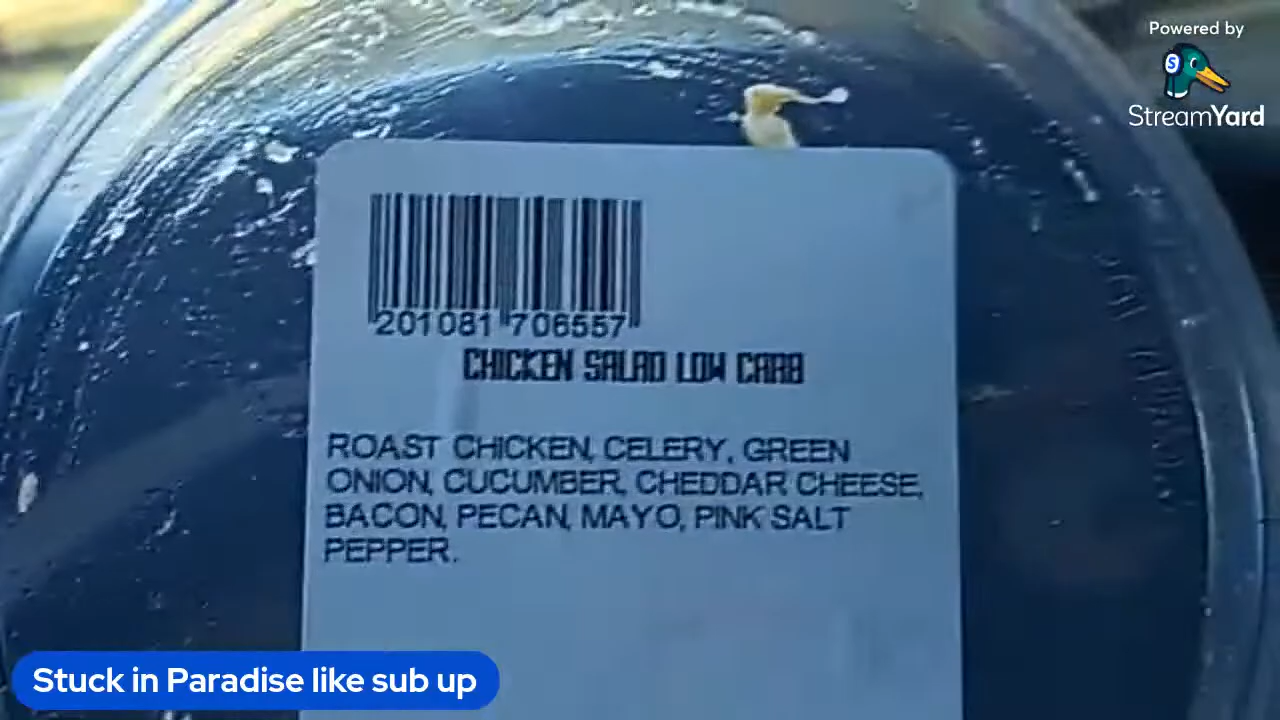 Powered by
StreamYard
201081 706557
CHICKEN SALAD LOW CARB
ROAST CHICKEN, CELERY, GREEN
ONION, CUCUMBER, CHEDDAR CHEESE,
BACON, PECAN, MAYO, PINK SALT
PEPPER.
Stuck in Paradise like sub up